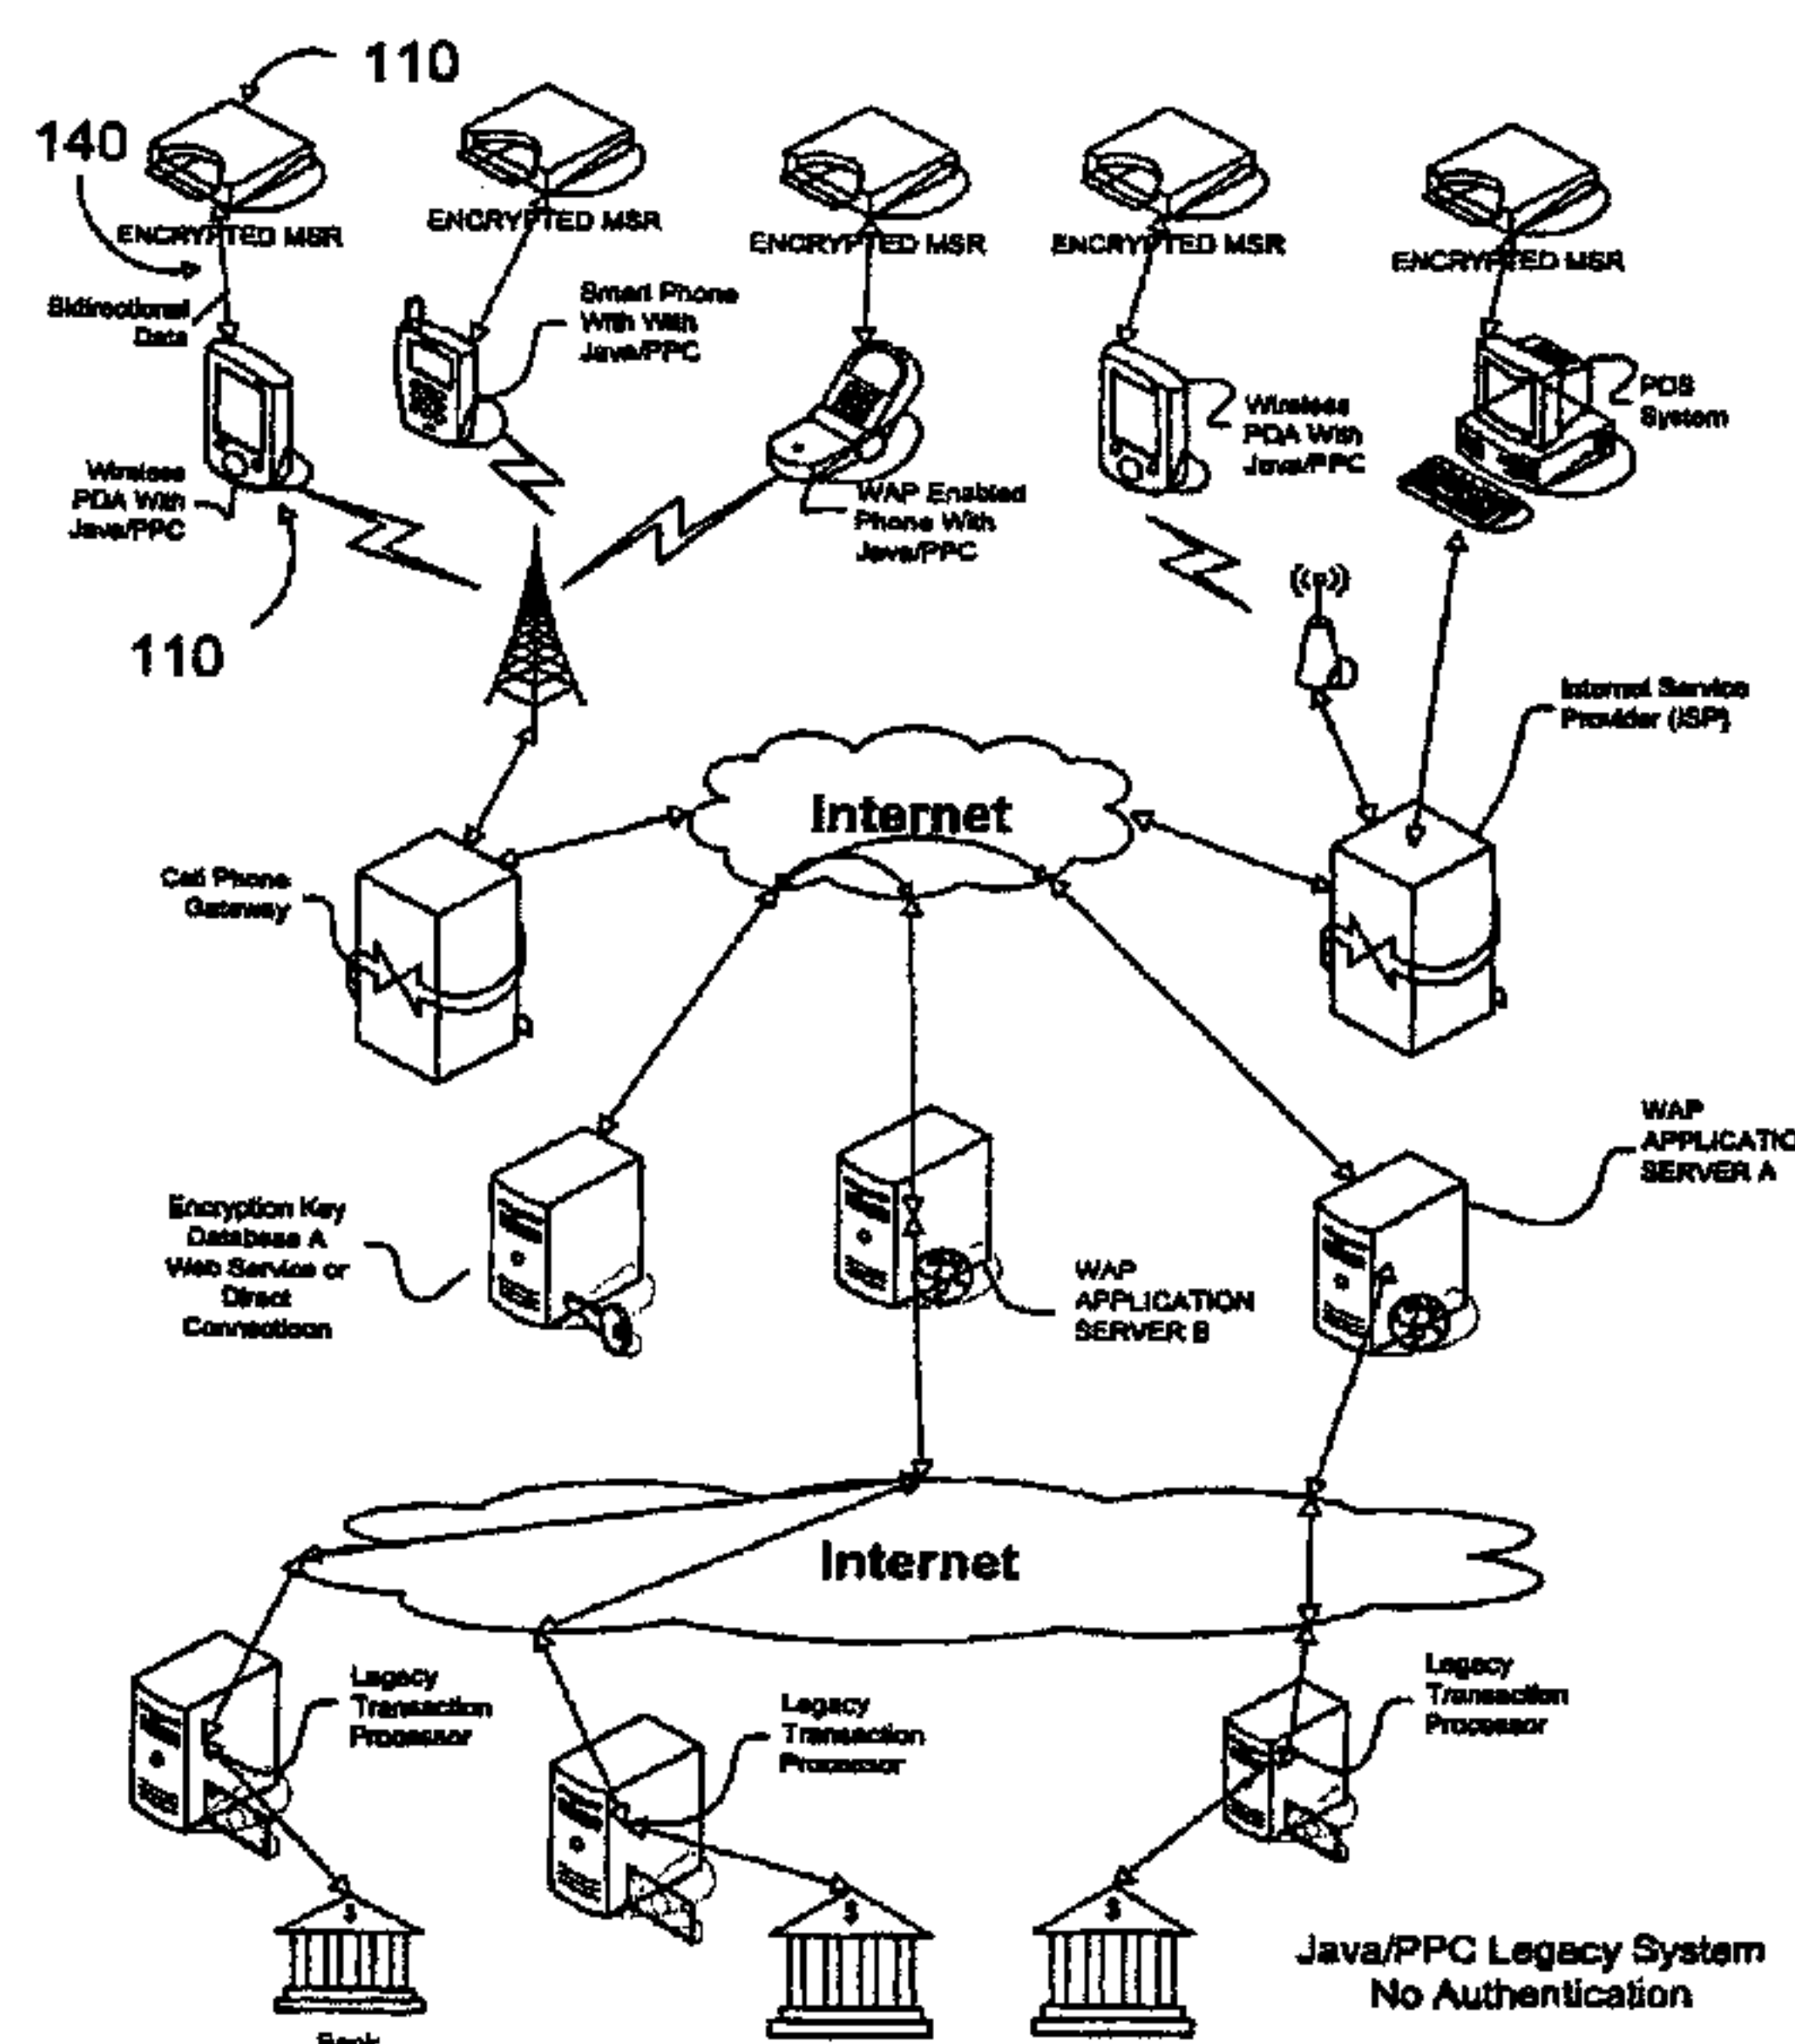 110
140
ENCRYPTED MSR
ENCRYPTED MSR
ENCRYPTED MSR
ENCRYPTED MSR
ENCRYPTED MSR
Bidirectional
Data
Smart Phone
With With
Java/PPC
POS
System
Wireless
PDA With
Java/PPC
Wireless
PDA With
Java/PPC
WAP Enabled
Phone With
Java/PPC
110
Internet Service
Provider (ISP)
Internet
Cell Phone
Gateway
WAP
APPLICATIO
SERVER A
Encryption Key
Database A
Web Service or
Direct
Connection
WAP
APPLICATION
SERVER B
Internet
Legacy
Transaction
Processor
Legacy
Transaction
Processor
Legacy
Transaction
Processor
$
$
$
Java/PPC Legacy System
No Authentication
Bank